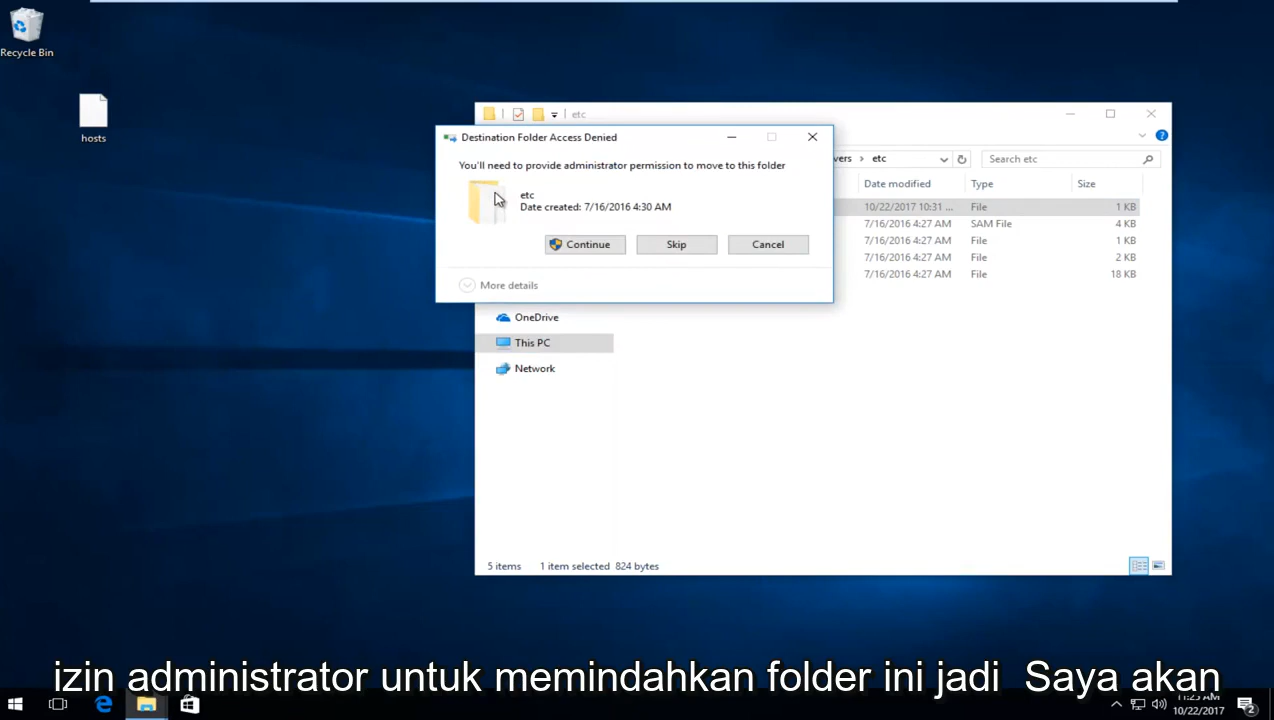 Recycle Bin
hosts
etc
Destination Folder Access Denied
You'll need to provide administrator permission to move to this folder
etc
Date created: 7/16/2016 4:30 AM
Continue Skip Cancel
More details
etc
Search etc
Date modified Type Size
10/22/2017 10:31 ... File 1 KB
7/16/2016 4:27 AM SAM File 4 KB
7/16/2016 4:27 AM File 1 KB
7/16/2016 4:27 AM File 2 KB
7/16/2016 4:27 AM File 18 KB
OneDrive
This PC
Network
5 items 1 item selected 824 bytes
izin administrator untuk memindahkan folder ini jadi Saya akan
10/22/2017
2